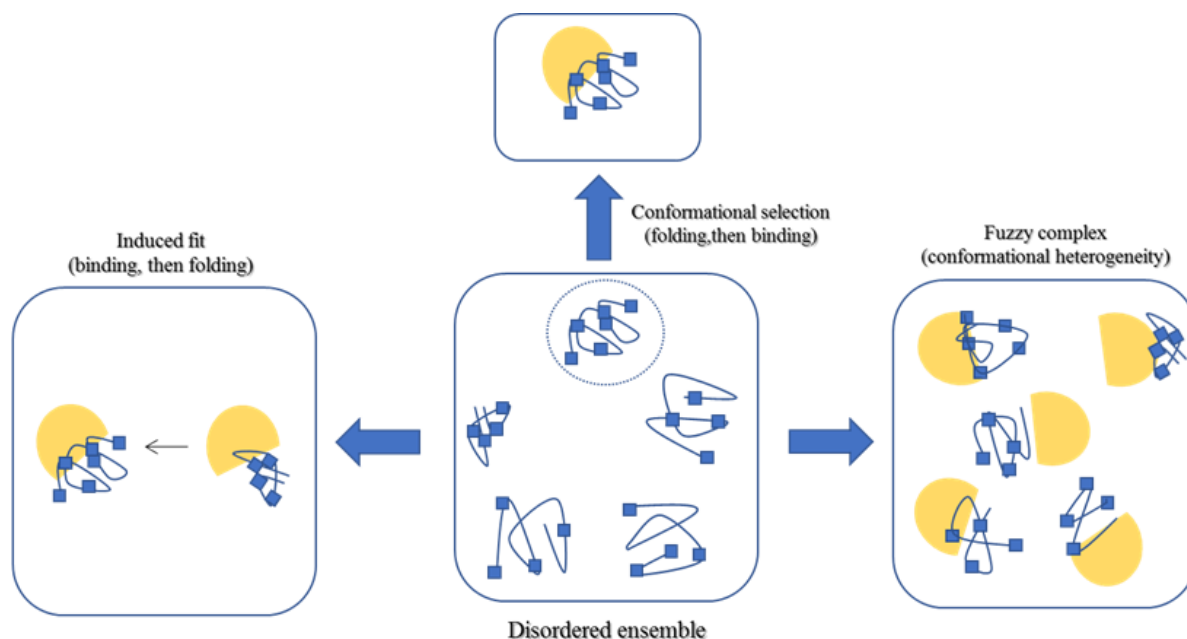 Conformational selection
(folding,then binding)
Induced fit
(binding, then folding)
Fuzzy complex
(conformational heterogeneity)
Disordered ensemble